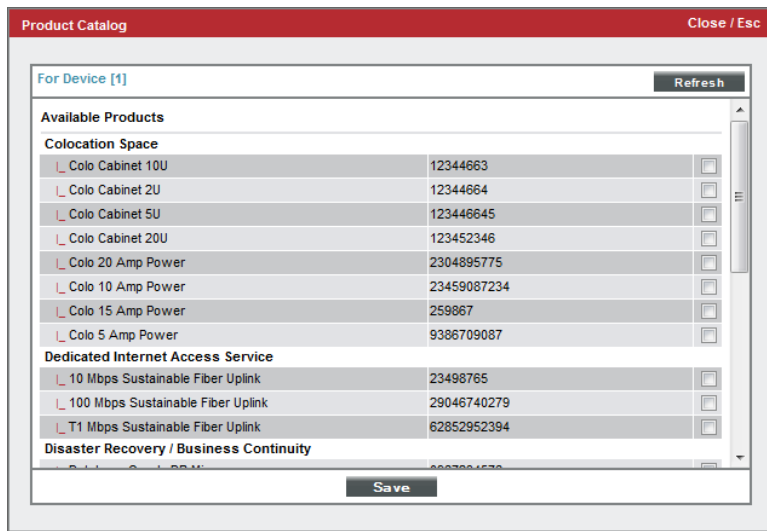 Product Catalog Close / Esc
For Device [1] Refresh
Available Products
Colocation Space
|_ Colo Cabinet 10U 12344663
|_ Colo Cabinet 2U 12344664
|_ Colo Cabinet 5U 123446645
|_ Colo Cabinet 20U 123452346
|_ Colo 20 Amp Power 2304895775
|_ Colo 10 Amp Power 23459087234
|_ Colo 15 Amp Power 259867
|_ Colo 5 Amp Power 9386709087
Dedicated Internet Access Service
|_ 10 Mbps Sustainable Fiber Uplink 23498765
|_ 100 Mbps Sustainable Fiber Uplink 29046740279
|_ T1 Mbps Sustainable Fiber Uplink 62852952394
Disaster Recovery / Business Continuity
Save